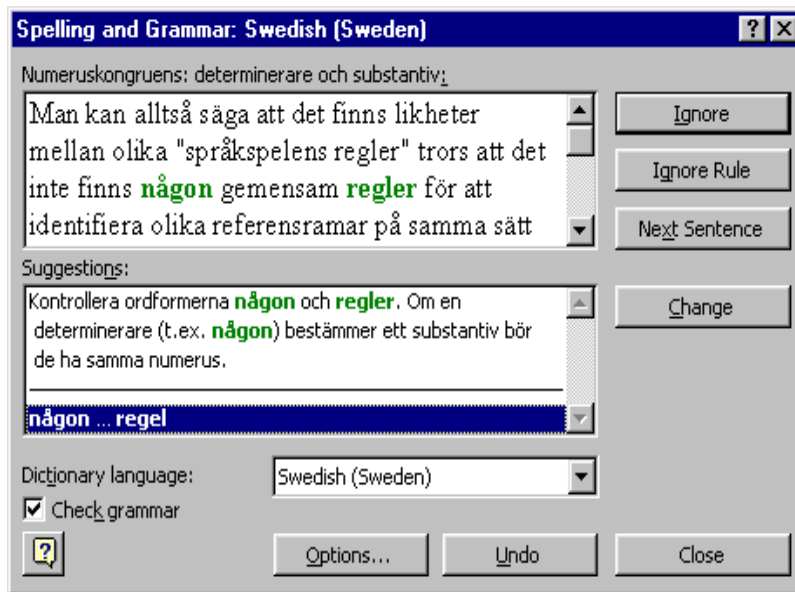 Spelling and Grammar: Swedish (Sweden)
Numeruskongruens: determinerare och substantiv:
Man kan alltså säga att det finns likheter
mellan olika "språkspelens regler" trors att det
inte finns någon gemensam regler för att
identifiera olika referensramar på samma sätt
Ignore
Ignore Rule
Next Sentence
Suggestions:
Kontrollera ordformerna någon och regler. Om en
determinerare (t.ex. någon) bestämmer ett substantiv bör
de ha samma numerus.
någon ... regel
Change
Dictionary language:
Swedish (Sweden)
Check grammar
Options...
Undo
Close